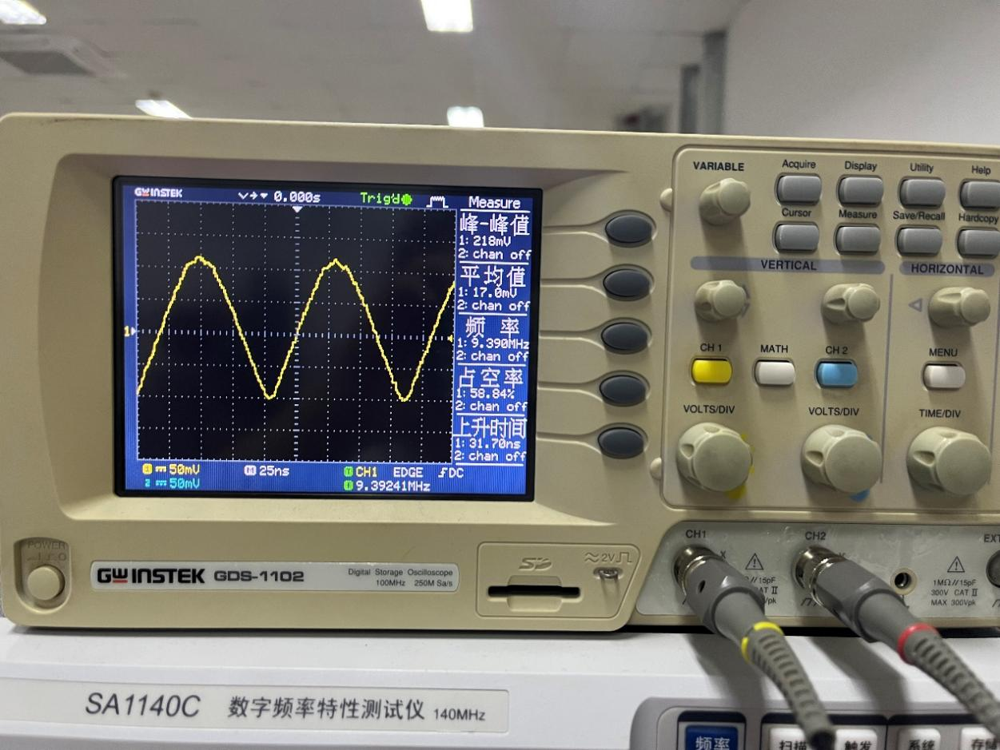 GW INSTEK 0.000s Trig'd Measure
峰-峰值
1: 218mV
2: chan off
平均值
1: 17.0mV
2: chan off
频 率
1: 9.390MHz
2: chan off
占空率
1: 58.84%
2: chan off
上升时间
1: 31.70ns
2: chan off
1
1 50mV M 25ns CH1 EDGE DC
2 50mV 9.39241MHz
VARIABLE
Acquire Display Utility Help
Cursor Measure Save/Recall Hardcopy
VERTICAL HORIZONTAL
CH 1 MATH CH 2 MENU
VOLTS/DIV VOLTS/DIV TIME/DIV
POWER
GW INSTEK GDS-1102
Digital Storage Oscilloscope
100MHz 250M Sa/s
SD
≈2V
CH1 CH2 EXT
X
//15pF
CAT II
Vpk
1MΩ//15pF
300V CAT II
MAX 300Vpk
SA1140C 数字频率特性测试仪 140MHz
频率 扫描 触发 系统 存储